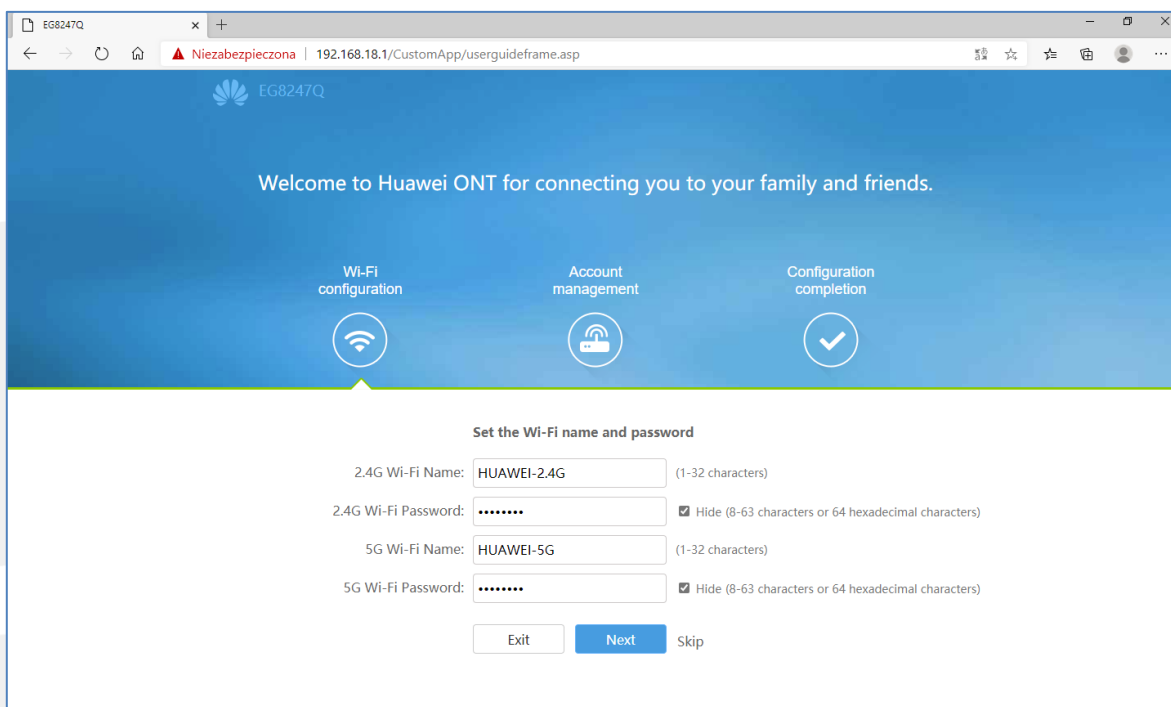 EG8247Q
Niezabezpieczona | 192.168.18.1/CustomApp/userguideframe.asp
EG8247Q
Welcome to Huawei ONT for connecting you to your family and friends.
Wi-Fi
configuration
Account
management
Configuration
completion
Set the Wi-Fi name and password
2.4G Wi-Fi Name: HUAWEI-2.4G (1-32 characters)
2.4G Wi-Fi Password: •••••••• Hide (8-63 characters or 64 hexadecimal characters)
5G Wi-Fi Name: HUAWEI-5G (1-32 characters)
5G Wi-Fi Password: •••••••• Hide (8-63 characters or 64 hexadecimal characters)
Exit Next Skip